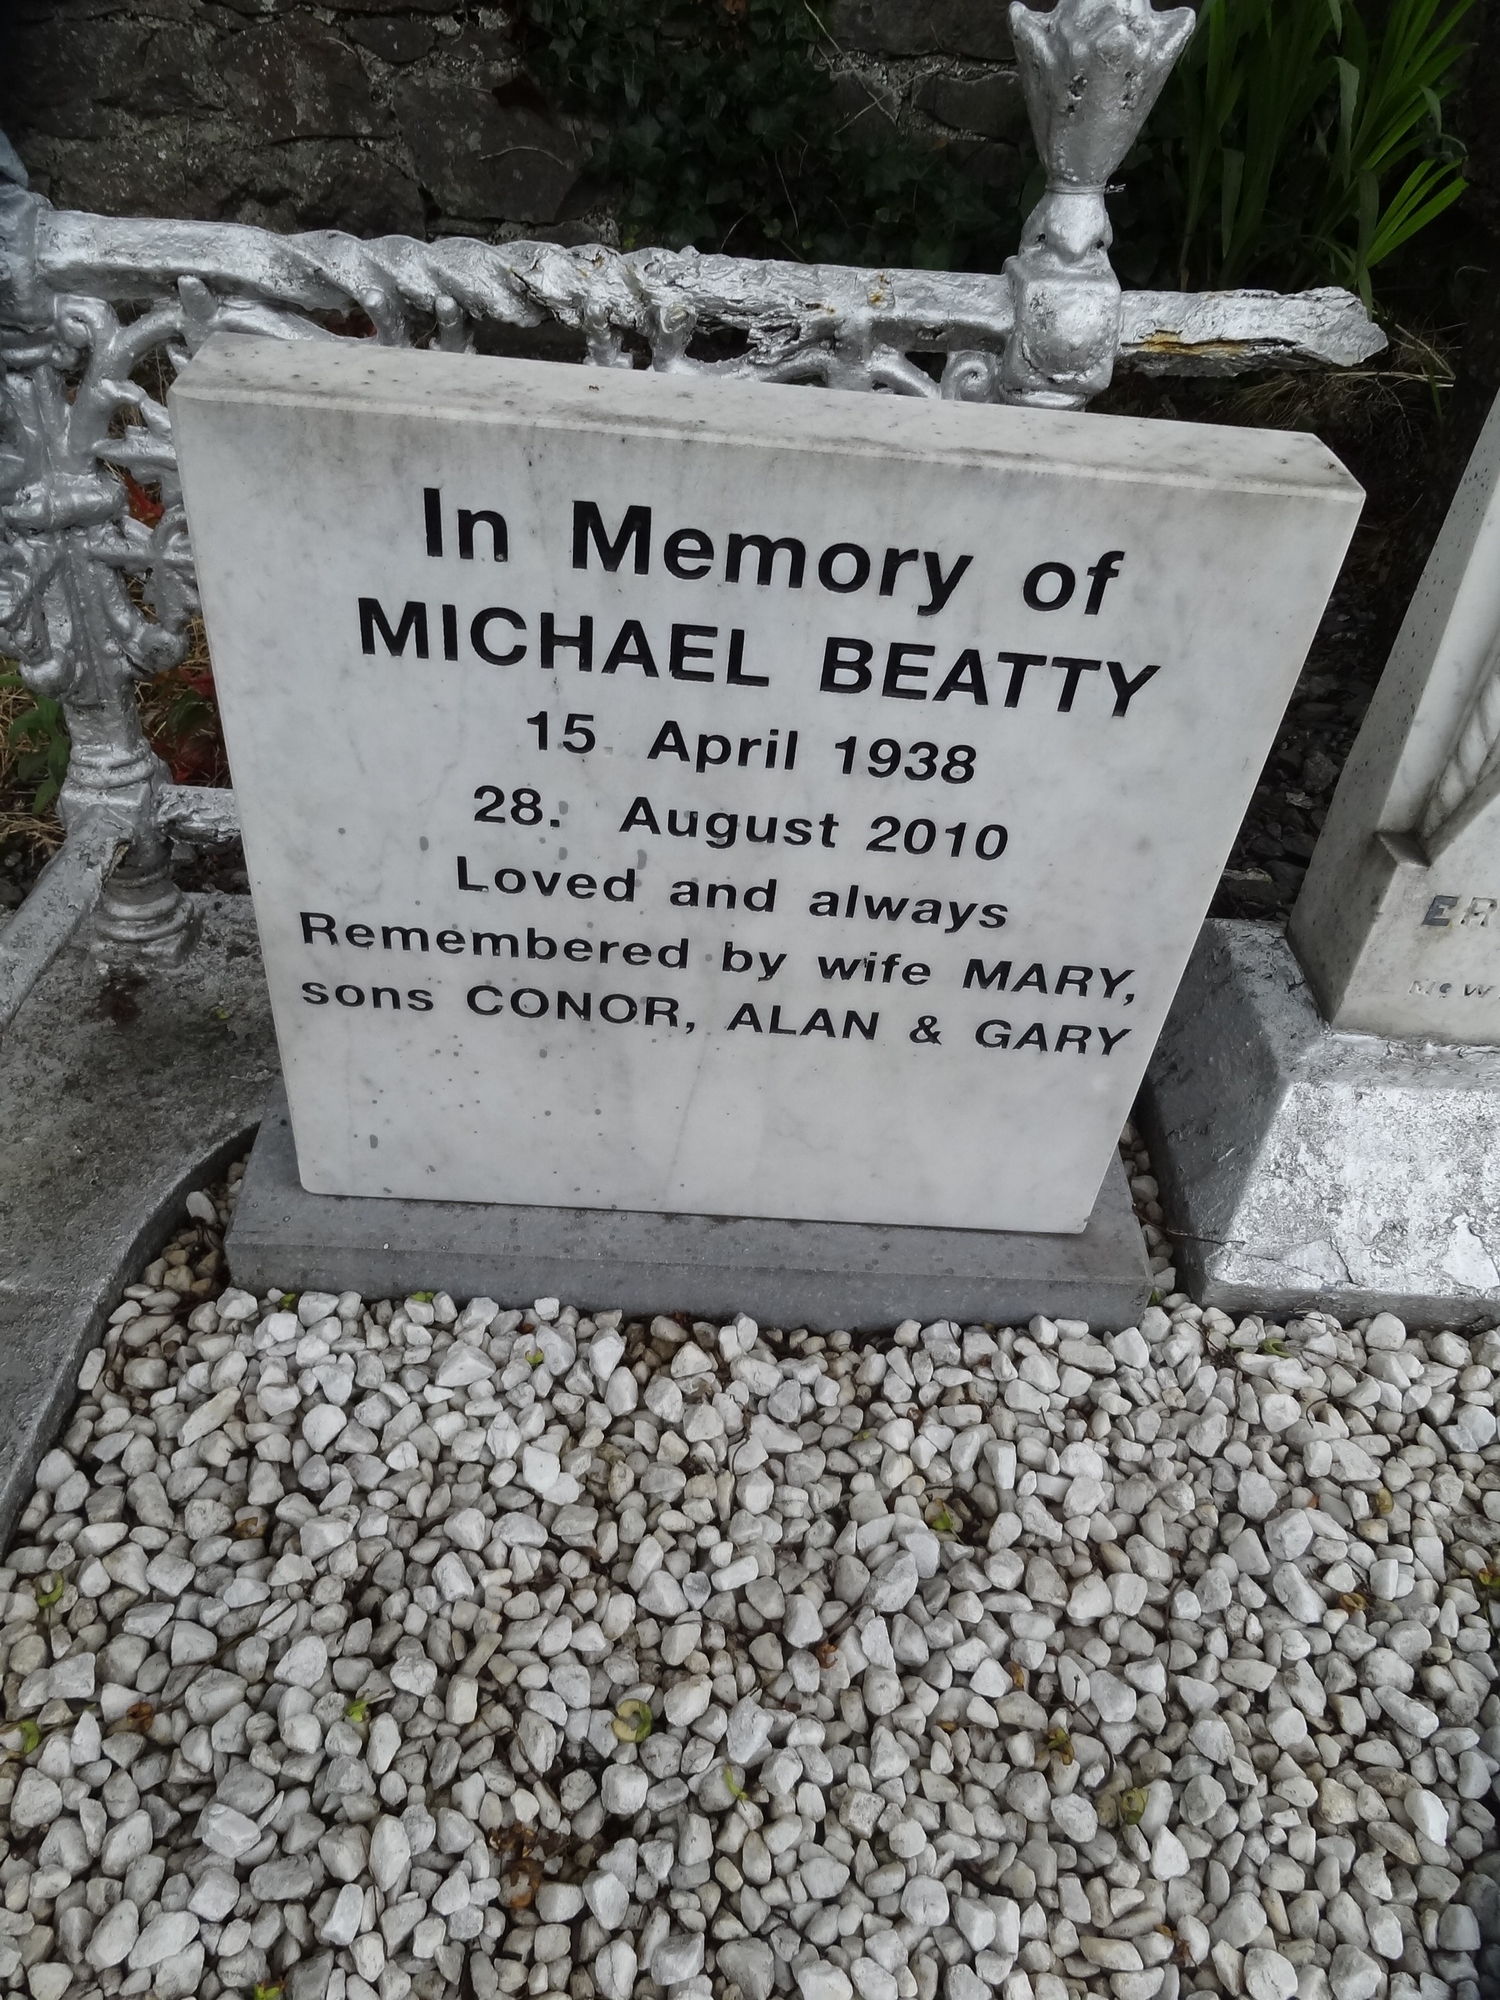 In Memory of
MICHAEL BEATTY
15. April 1938
28. August 2010
Loved and always
Remembered by wife MARY,
sons CONOR, ALAN & GARY
ER